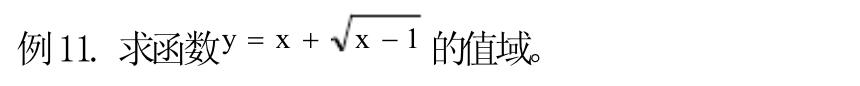 例11. 求函数y = x + √(x − 1) 的值域。